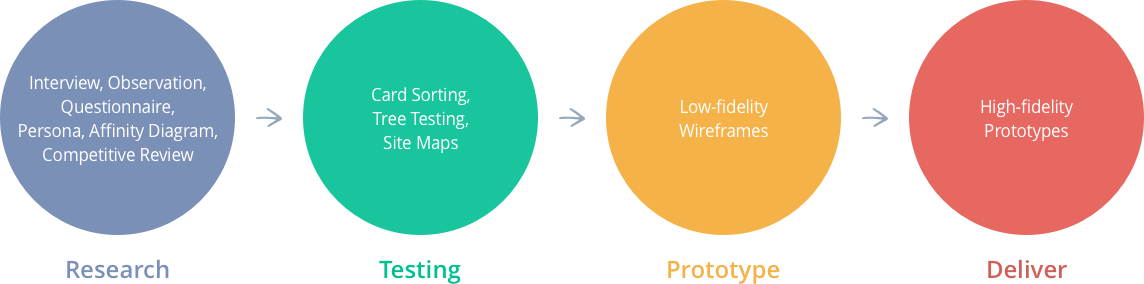 Interview, Observation,
Questionnaire,
Persona, Affinity Diagram,
Competitive Review
Research
Card Sorting,
Tree Testing,
Site Maps
Testing
Low-fidelity
Wireframes
Prototype
High-fidelity
Prototypes
Deliver